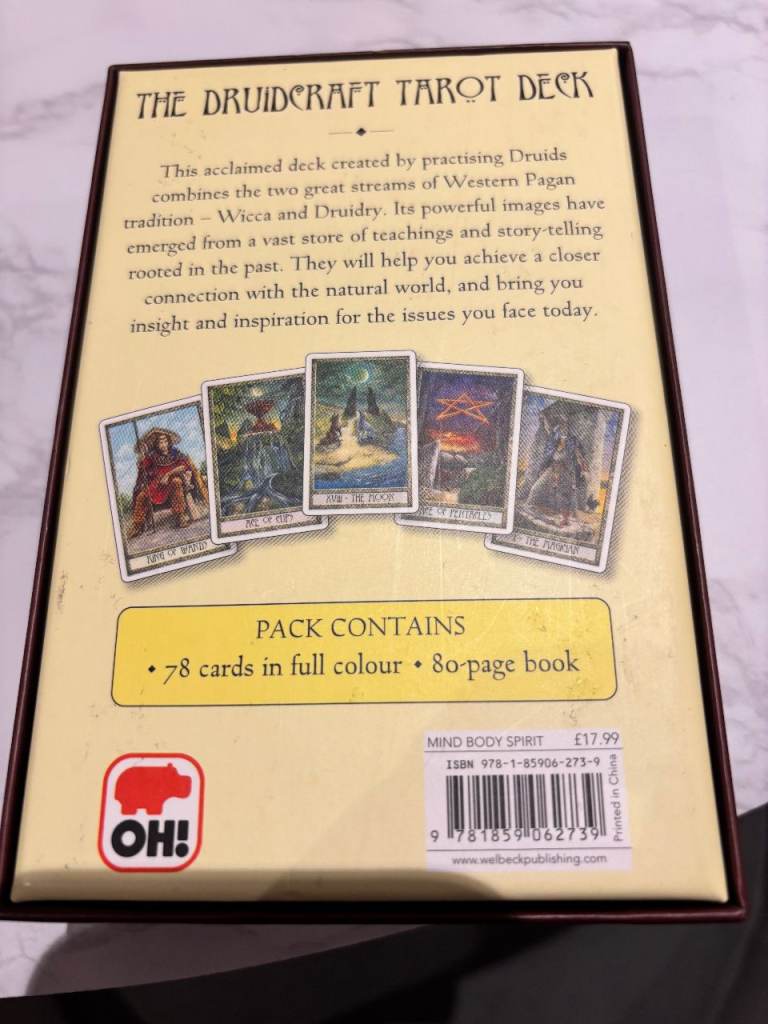 THE DRUIDCRAFT TAROT DECK
This acclaimed deck created by practising Druids
combines the two great streams of Western Pagan
tradition – Wicca and Druidry. Its powerful images have
emerged from a vast store of teachings and story-telling
rooted in the past. They will help you achieve a closer
connection with the natural world, and bring you
insight and inspiration for the issues you face today.
KING OF WANDS
ACE OF CUPS
XVIII - THE MOON
ACE OF PENTACLES
I - THE MAGICIAN
PACK CONTAINS
• 78 cards in full colour • 80-page book
OH!
MIND BODY SPIRIT £17.99
ISBN 978-1-85906-273-9
9 781859 062739
Printed in China
www.welbeckpublishing.com